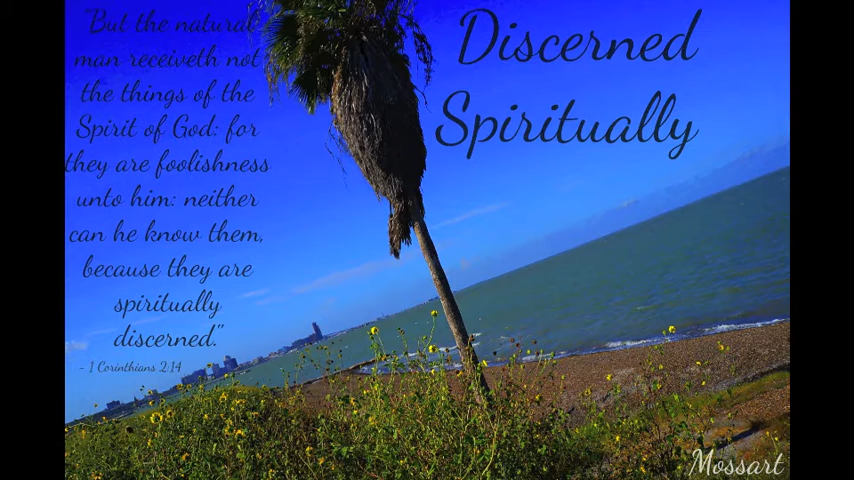 "But the natural
man receiveth not
the things of the
Spirit of God: for
they are foolishness
unto him: neither
can he know them,
because they are
spiritually
discerned."
- 1 Corinthians 2:14
Discerned
Spiritually
Mossart